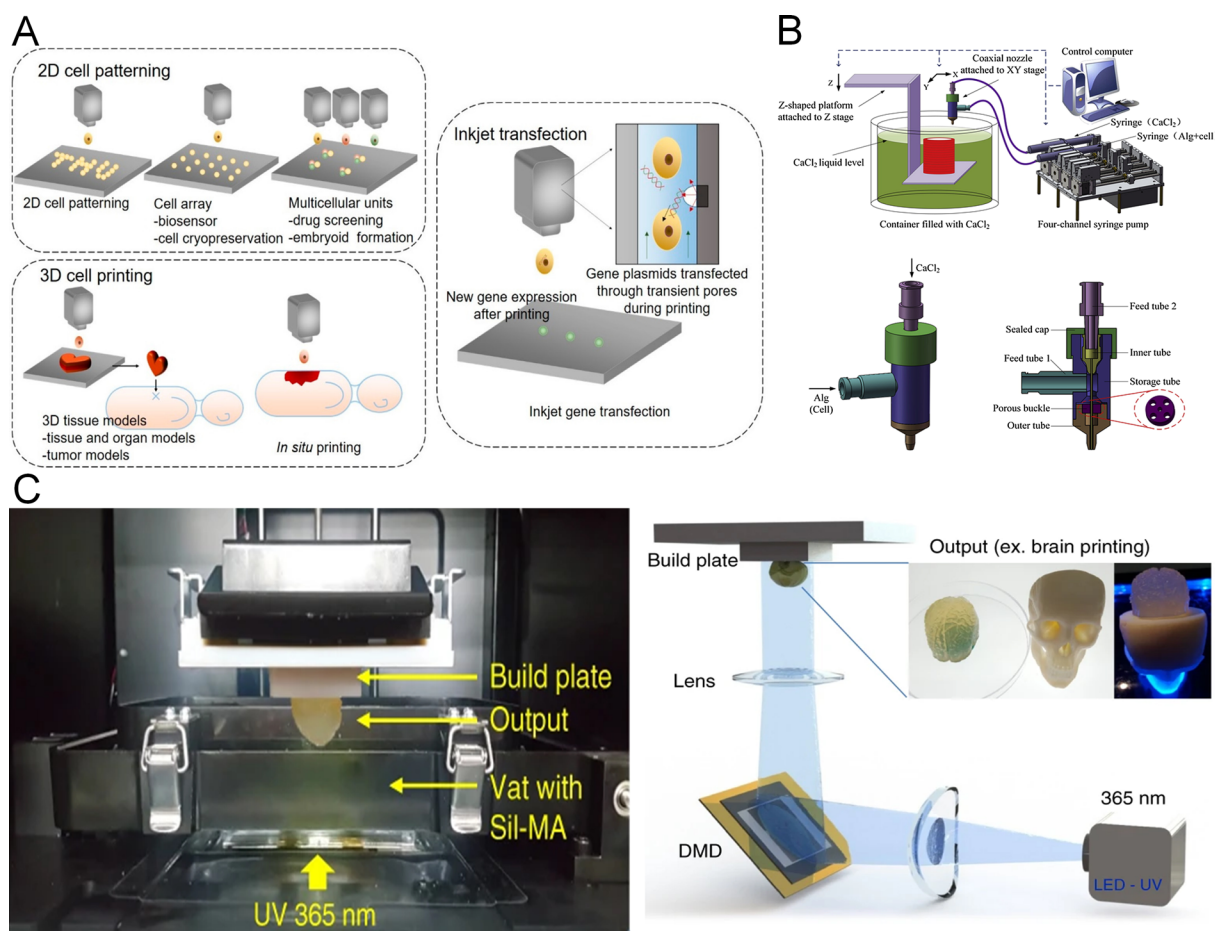 A
2D cell patterning
2D cell patterning
Cell array
-biosensor
-cell cryopreservation
Multicellular units
-drug screening
-embryoid formation
3D cell printing
3D tissue models
-tissue and organ models
-tumor models
In situ printing
Inkjet transfection
New gene expression
after printing
Gene plasmids transfected
through transient pores
during printing
Inkjet gene transfection
B
Control computer
Coaxial nozzle
attached to XY stage
Z
X
Y
Z-shaped platform
attached to Z stage
CaCl₂ liquid level
Syringe (CaCl₂)
Syringe (Alg+cell
Container filled with CaCl₂
Four-channel syringe pump
CaCl₂
Alg
(Cell)
Feed tube 2
Sealed cap
Inner tube
Feed tube 1
Storage tube
Porous buckle
Outer tube
C
Build plate
Output
Vat with
Sil-MA
UV 365 nm
Build plate
Output (ex. brain printing)
Lens
DMD
365 nm
LED - UV